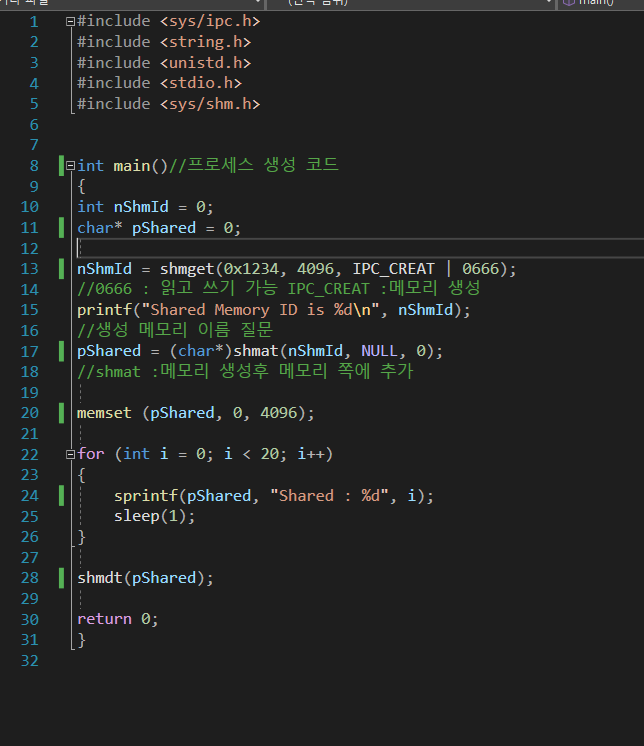 main()
1 #include <sys/ipc.h>
2 #include <string.h>
3 #include <unistd.h>
4 #include <stdio.h>
5 #include <sys/shm.h>
6
7
8 int main()//프로세스 생성 코드
9 {
10 int nShmId = 0;
11 char* pShared = 0;
12
13 nShmId = shmget(0x1234, 4096, IPC_CREAT | 0666);
14 //0666 : 읽고 쓰기 가능 IPC_CREAT :메모리 생성
15 printf("Shared Memory ID is %d\n", nShmId);
16 //생성 메모리 이름 질문
17 pShared = (char*)shmat(nShmId, NULL, 0);
18 //shmat :메모리 생성후 메모리 쪽에 추가
19
20 memset (pShared, 0, 4096);
21
22 for (int i = 0; i < 20; i++)
23 {
24 sprintf(pShared, "Shared : %d", i);
25 sleep(1);
26 }
27
28 shmdt(pShared);
29
30 return 0;
31 }
32